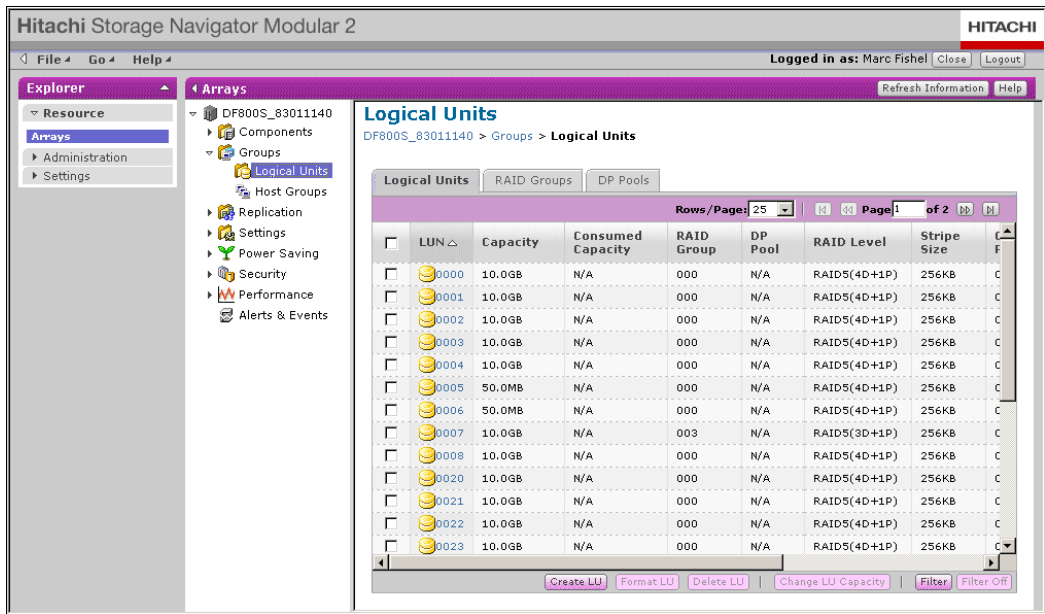 Hitachi Storage Navigator Modular 2
HITACHI
File Go Help
Logged in as: Marc Fishel Close Logout
Explorer
Arrays
Refresh Information Help
Resource
Arrays
Administration
Settings
DF800S_83011140
Components
Groups
Logical Units
Host Groups
Replication
Settings
Power Saving
Security
Performance
Alerts & Events
Logical Units
DF800S_83011140 > Groups > Logical Units
Logical Units RAID Groups DP Pools
Rows/Page: 25 Page 1 of 2
LUN Capacity Consumed Capacity RAID Group DP Pool RAID Level Stripe Size
0000 10.0GB N/A 000 N/A RAID5(4D+1P) 256KB
0001 10.0GB N/A 000 N/A RAID5(4D+1P) 256KB
0002 10.0GB N/A 000 N/A RAID5(4D+1P) 256KB
0003 10.0GB N/A 000 N/A RAID5(4D+1P) 256KB
0004 10.0GB N/A 000 N/A RAID5(4D+1P) 256KB
0005 50.0MB N/A 000 N/A RAID5(4D+1P) 256KB
0006 50.0MB N/A 000 N/A RAID5(4D+1P) 256KB
0007 10.0GB N/A 003 N/A RAID5(3D+1P) 256KB
0008 10.0GB N/A 000 N/A RAID5(4D+1P) 256KB
0020 10.0GB N/A 000 N/A RAID5(4D+1P) 256KB
0021 10.0GB N/A 000 N/A RAID5(4D+1P) 256KB
0022 10.0GB N/A 000 N/A RAID5(4D+1P) 256KB
0023 10.0GB N/A 000 N/A RAID5(4D+1P) 256KB
Create LU Format LU Delete LU | Change LU Capacity | Filter Filter Off